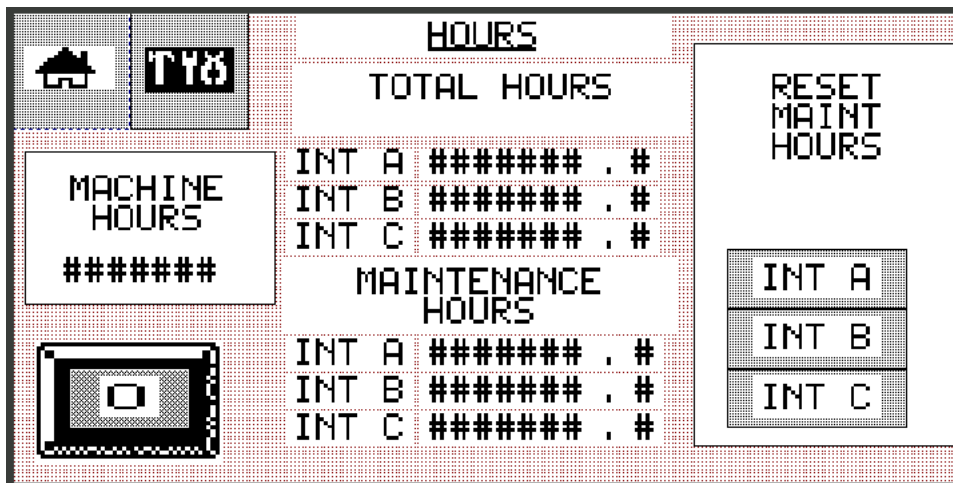 HOURS
TOTAL HOURS
INT A #######.#
INT B #######.#
INT C #######.#
MAINTENANCE
HOURS
INT A #######.#
INT B #######.#
INT C #######.#
MACHINE
HOURS
#######
RESET
MAINT
HOURS
INT A
INT B
INT C